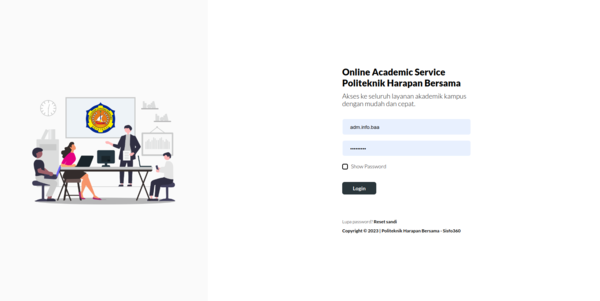 Online Academic Service
Politeknik Harapan Bersama
Akses ke seluruh layanan akademik kampus
dengan mudah dan cepat.
adm.info.baa
Show Password
Login
Lupa password? Reset sandi
Copyright © 2023 | Politeknik Harapan Bersama - Sisfo360